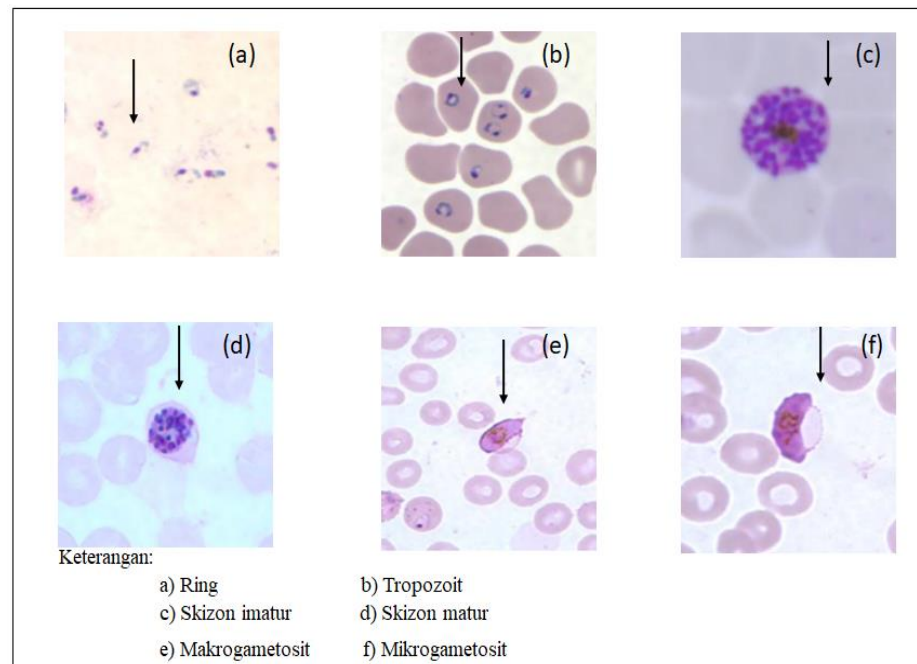 (a) (b) (c)
(d) (e) (f)
Keterangan:
a) Ring b) Tropozoit
c) Skizon imatur d) Skizon matur
e) Makrogametosit f) Mikrogametosit